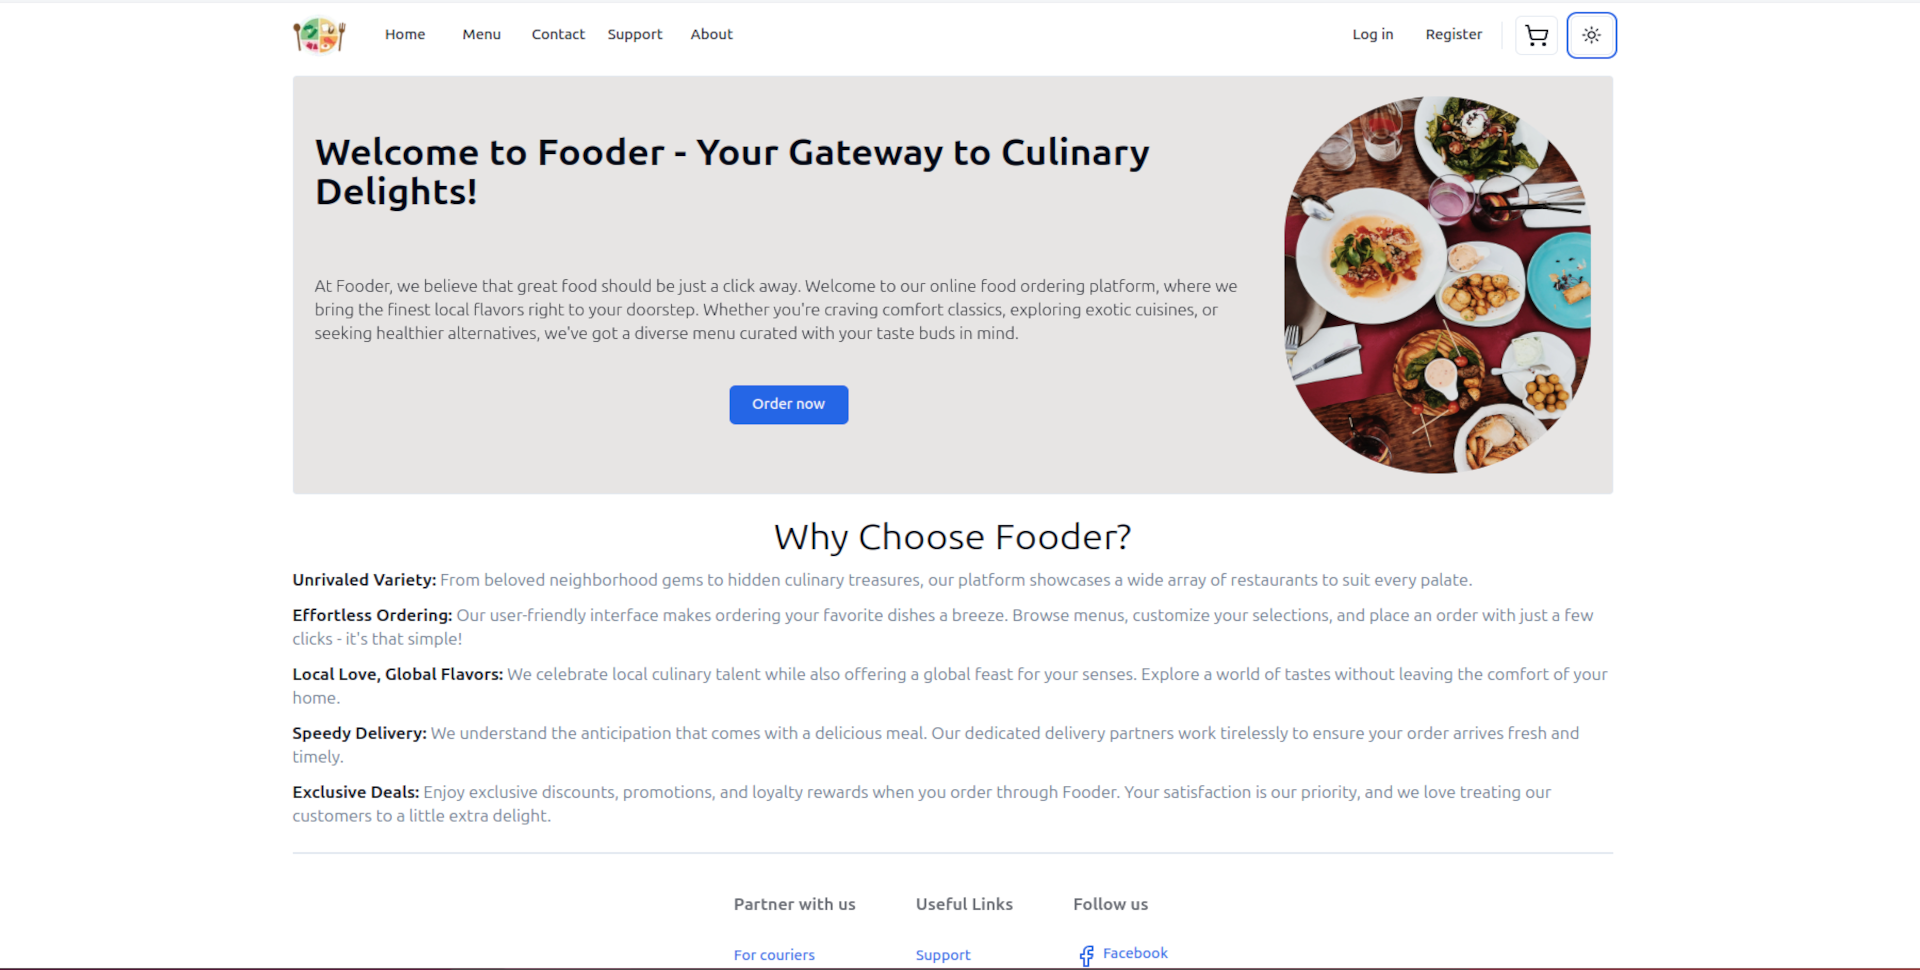 Home Menu Contact Support About Log in Register
Welcome to Fooder - Your Gateway to Culinary
Delights!
At Fooder, we believe that great food should be just a click away. Welcome to our online food ordering platform, where we
bring the finest local flavors right to your doorstep. Whether you're craving comfort classics, exploring exotic cuisines, or
seeking healthier alternatives, we've got a diverse menu curated with your taste buds in mind.
Order now
Why Choose Fooder?
Unrivaled Variety: From beloved neighborhood gems to hidden culinary treasures, our platform showcases a wide array of restaurants to suit every palate.
Effortless Ordering: Our user-friendly interface makes ordering your favorite dishes a breeze. Browse menus, customize your selections, and place an order with just a few
clicks - it's that simple!
Local Love, Global Flavors: We celebrate local culinary talent while also offering a global feast for your senses. Explore a world of tastes without leaving the comfort of your
home.
Speedy Delivery: We understand the anticipation that comes with a delicious meal. Our dedicated delivery partners work tirelessly to ensure your order arrives fresh and
timely.
Exclusive Deals: Enjoy exclusive discounts, promotions, and loyalty rewards when you order through Fooder. Your satisfaction is our priority, and we love treating our
customers to a little extra delight.
Partner with us Useful Links Follow us
For couriers Support Facebook